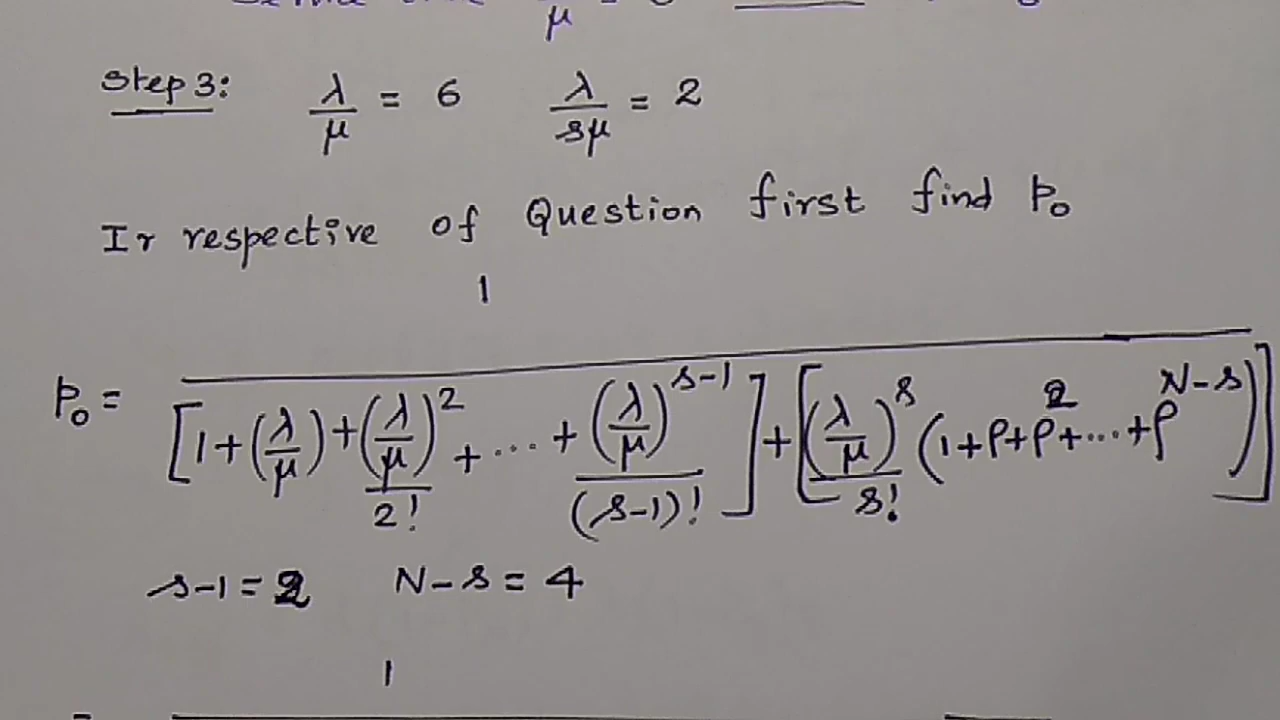 μ
Step 3: λ/μ = 6 λ/sμ = 2
Ir respective of Question first find P₀
P₀ = 1 / [1 + (λ/μ) + (λ/μ)²/2! + ... + (λ/μ)^(s-1)/(s-1)!] + [(λ/μ)^s/s! (1 + ρ + ρ² + ... + ρ^(N-s))]
s-1 = 2 N-s = 4
= 1